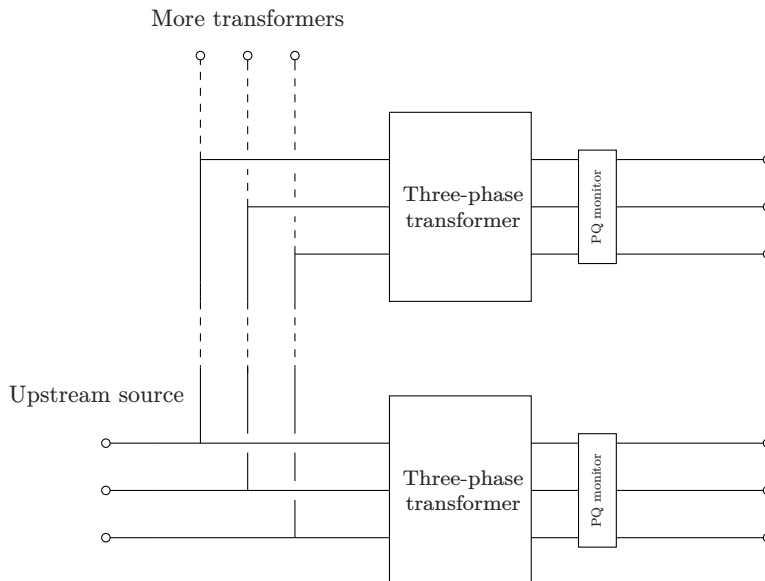 More transformers
Three-phase
transformer
PQ monitor
Upstream source
Three-phase
transformer
PQ monitor